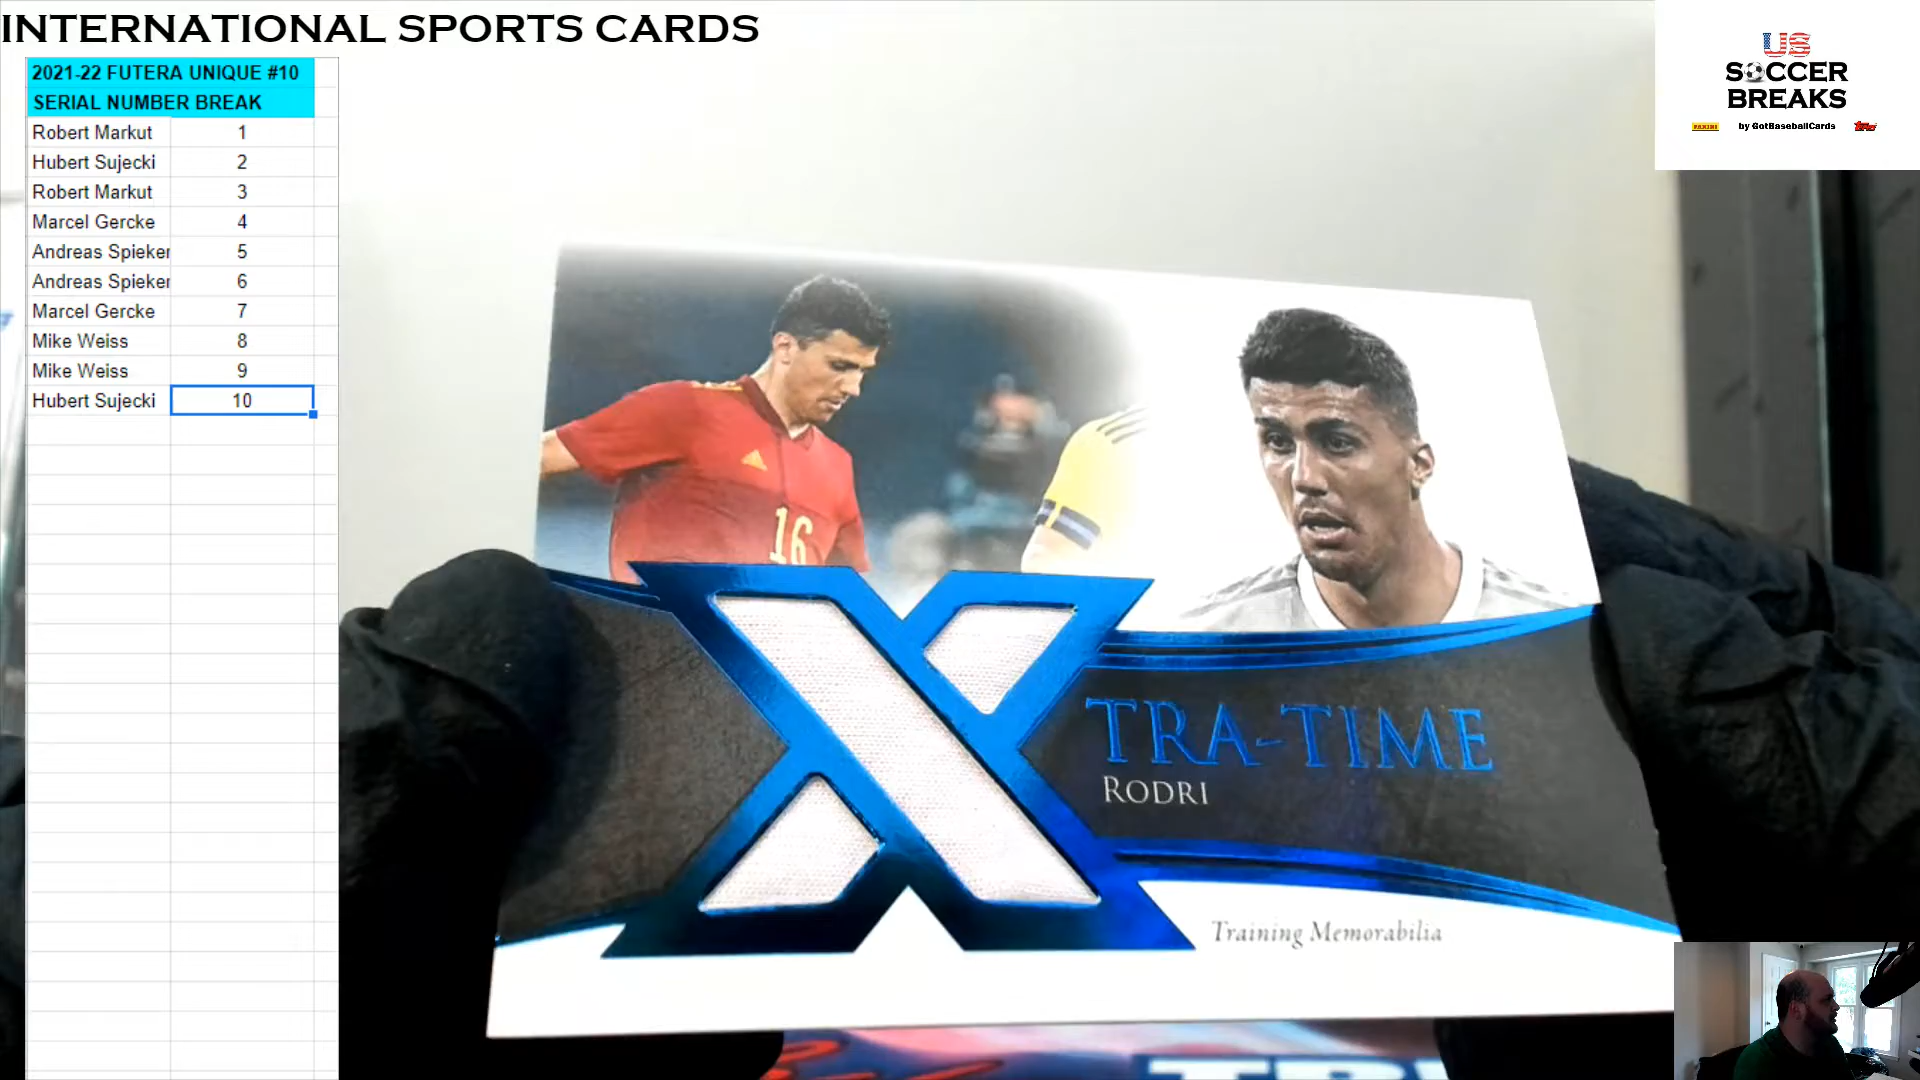 INTERNATIONAL SPORTS CARDS
2021-22 FUTERA UNIQUE #10
SERIAL NUMBER BREAK
Robert Markut 1
Hubert Sujecki 2
Robert Markut 3
Marcel Gercke 4
Andreas Spieker 5
Andreas Spieker 6
Marcel Gercke 7
Mike Weiss 8
Mike Weiss 9
Hubert Sujecki 10
US
SOCCER
BREAKS
PANINI by GotBaseballCards Topps
16
X
TRA-TIME
RODRI
Training Memorabilia